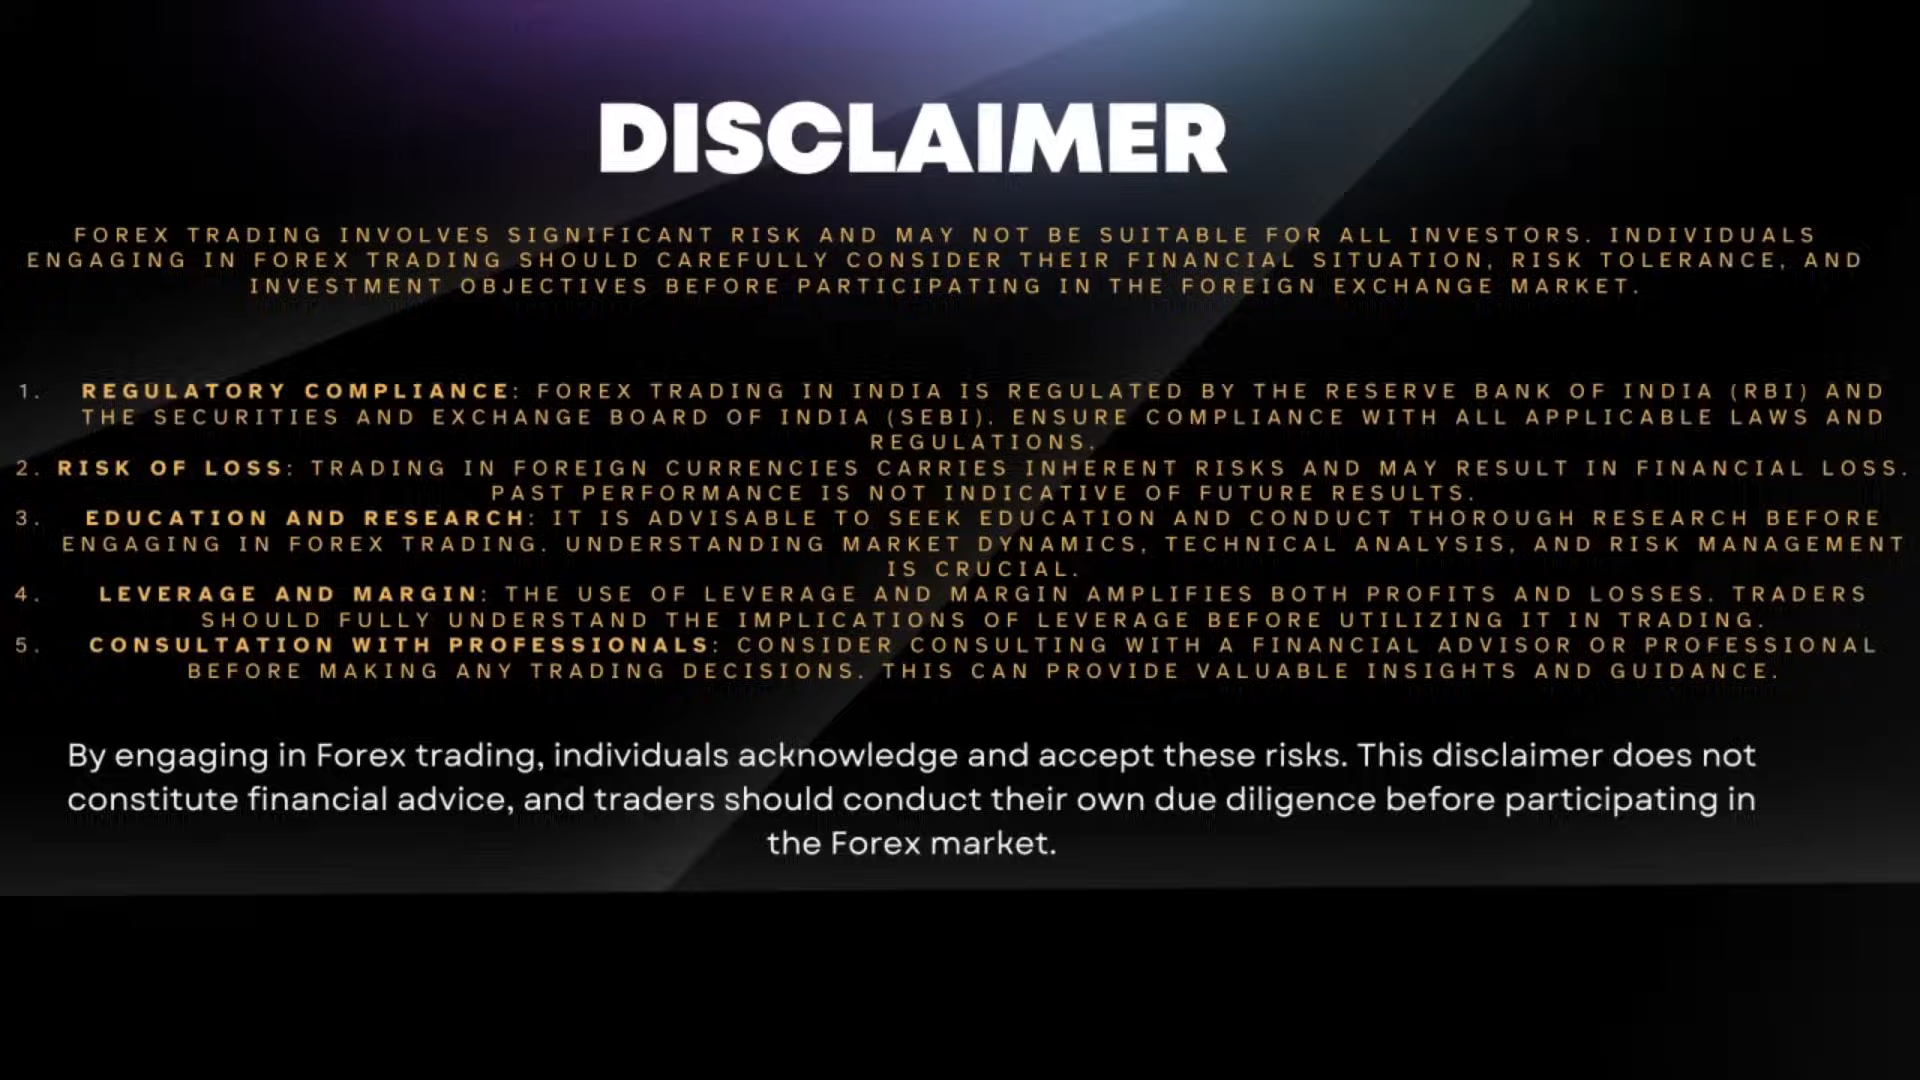 DISCLAIMER
FOREX TRADING INVOLVES SIGNIFICANT RISK AND MAY NOT BE SUITABLE FOR ALL INVESTORS. INDIVIDUALS
ENGAGING IN FOREX TRADING SHOULD CAREFULLY CONSIDER THEIR FINANCIAL SITUATION, RISK TOLERANCE, AND
INVESTMENT OBJECTIVES BEFORE PARTICIPATING IN THE FOREIGN EXCHANGE MARKET.
1. REGULATORY COMPLIANCE: FOREX TRADING IN INDIA IS REGULATED BY THE RESERVE BANK OF INDIA (RBI) AND
THE SECURITIES AND EXCHANGE BOARD OF INDIA (SEBI). ENSURE COMPLIANCE WITH ALL APPLICABLE LAWS AND
REGULATIONS.
2. RISK OF LOSS: TRADING IN FOREIGN CURRENCIES CARRIES INHERENT RISKS AND MAY RESULT IN FINANCIAL LOSS.
PAST PERFORMANCE IS NOT INDICATIVE OF FUTURE RESULTS.
3. EDUCATION AND RESEARCH: IT IS ADVISABLE TO SEEK EDUCATION AND CONDUCT THOROUGH RESEARCH BEFORE
ENGAGING IN FOREX TRADING. UNDERSTANDING MARKET DYNAMICS, TECHNICAL ANALYSIS, AND RISK MANAGEMENT
IS CRUCIAL.
4. LEVERAGE AND MARGIN: THE USE OF LEVERAGE AND MARGIN AMPLIFIES BOTH PROFITS AND LOSSES. TRADERS
SHOULD FULLY UNDERSTAND THE IMPLICATIONS OF LEVERAGE BEFORE UTILIZING IT IN TRADING.
5. CONSULTATION WITH PROFESSIONALS: CONSIDER CONSULTING WITH A FINANCIAL ADVISOR OR PROFESSIONAL
BEFORE MAKING ANY TRADING DECISIONS. THIS CAN PROVIDE VALUABLE INSIGHTS AND GUIDANCE.
By engaging in Forex trading, individuals acknowledge and accept these risks. This disclaimer does not
constitute financial advice, and traders should conduct their own due diligence before participating in
the Forex market.